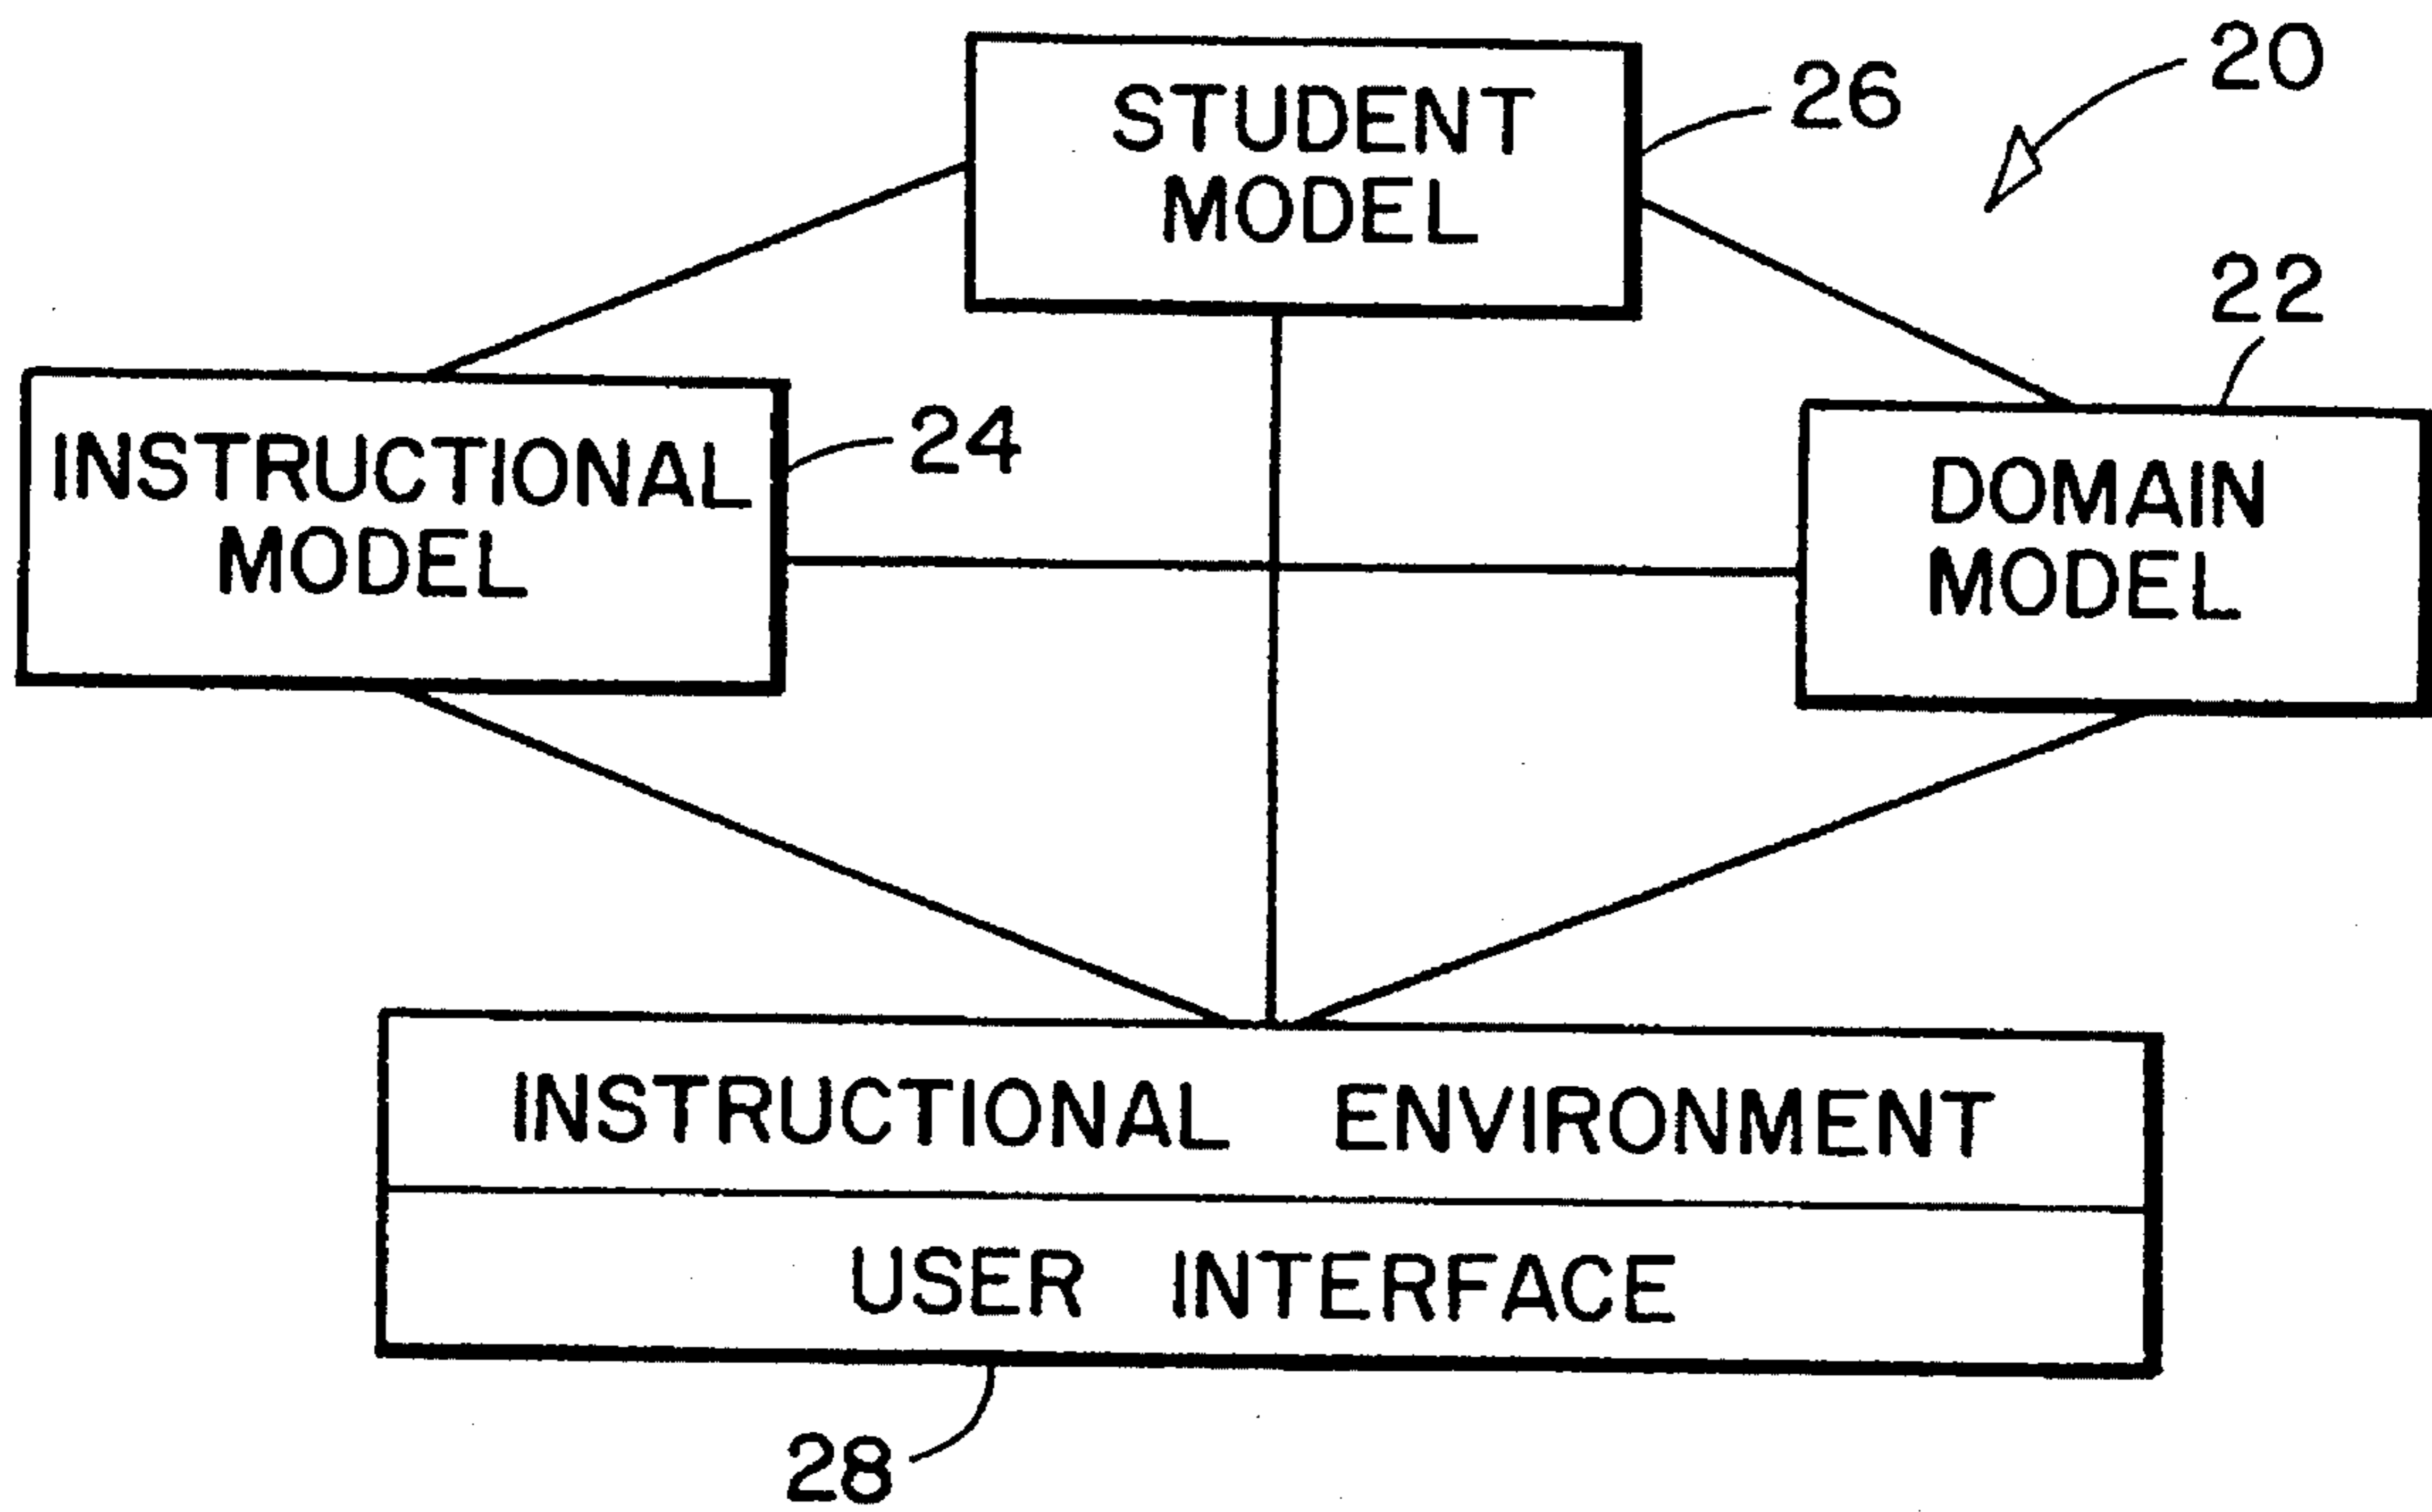 20
STUDENT
MODEL
26
22
INSTRUCTIONAL
MODEL
24
DOMAIN
MODEL
INSTRUCTIONAL ENVIRONMENT
USER INTERFACE
28